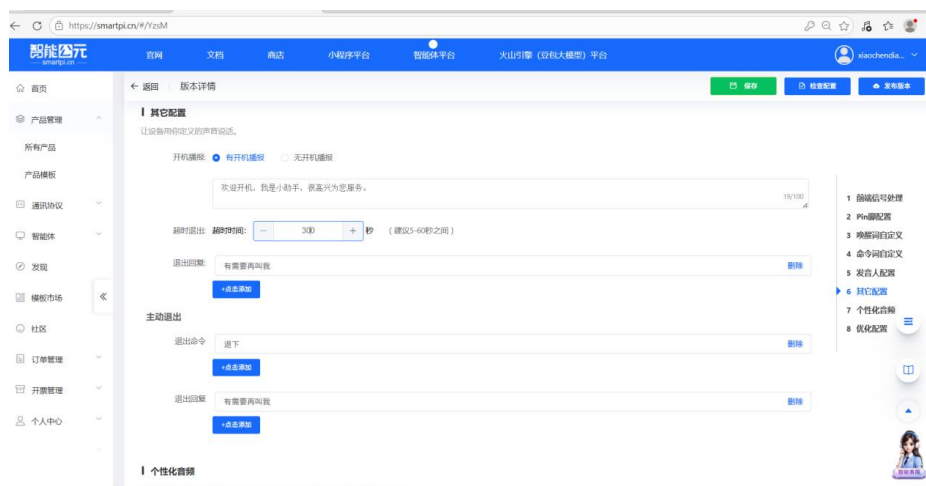 https://smartpi.cn/#/YzsM
智能公元
smartpi.cn
官网 文档 商店 小程序平台 智能体平台 火山引擎（豆包大模型）平台 xiaochendia...
首页
产品管理
所有产品
产品模板
通讯协议
智能体
发现
模板市场
社区
订单管理
开票管理
个人中心
← 返回 版本详情 保存 检查配置 发布版本
其它配置
让设备用你定义的声音说话。
开机播报: 有开机播报 无开机播报
欢迎开机，我是小助手，很高兴为您服务。
19/100
超时退出: 超时时间: － 300 + 秒 （建议5-60秒之间）
退出回复: 有需要再叫我 删除
+点击添加
主动退出
退出命令 退下 删除
+点击添加
退出回复 有需要再叫我 删除
+点击添加
个性化音频
1 前端信号处理
2 Pin脚配置
3 唤醒词自定义
4 命令词自定义
5 发音人配置
6 其它配置
7 个性化音频
8 优化配置
智能客服